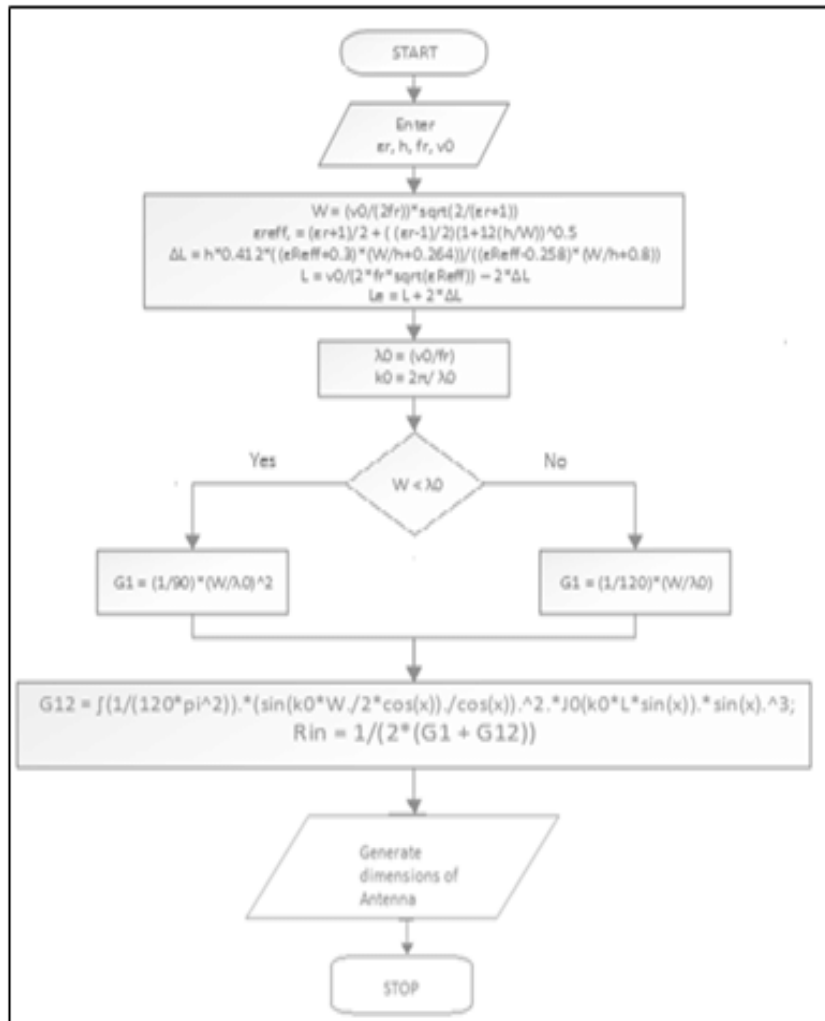 START
Enter
εr, h, fr, v0
W = (v0/(2fr))*sqrt(2/(εr+1))
εreff, = (εr+1)/2 + ( (εr-1)/2)(1+12(h/W))^0.5
ΔL = h*0.412*((εReff+0.3)*(W/h+0.264))/((εReff-0.258)*(W/h+0.8))
L = v0/(2*fr*sqrt(εReff)) – 2*ΔL
Le = L + 2*ΔL
λ0 = (v0/fr)
k0 = 2π/ λ0
W < λ0
Yes
No
G1 = (1/90)*(W/λ0)^2
G1 = (1/120)*(W/λ0)
G12 = ∫(1/(120*pi^2)).*(sin(k0*W./2*cos(x))./cos(x)).^2.*J0(k0*L*sin(x)).*sin(x).^3;
Rin = 1/(2*(G1 + G12))
Generate
dimensions of
Antenna
STOP